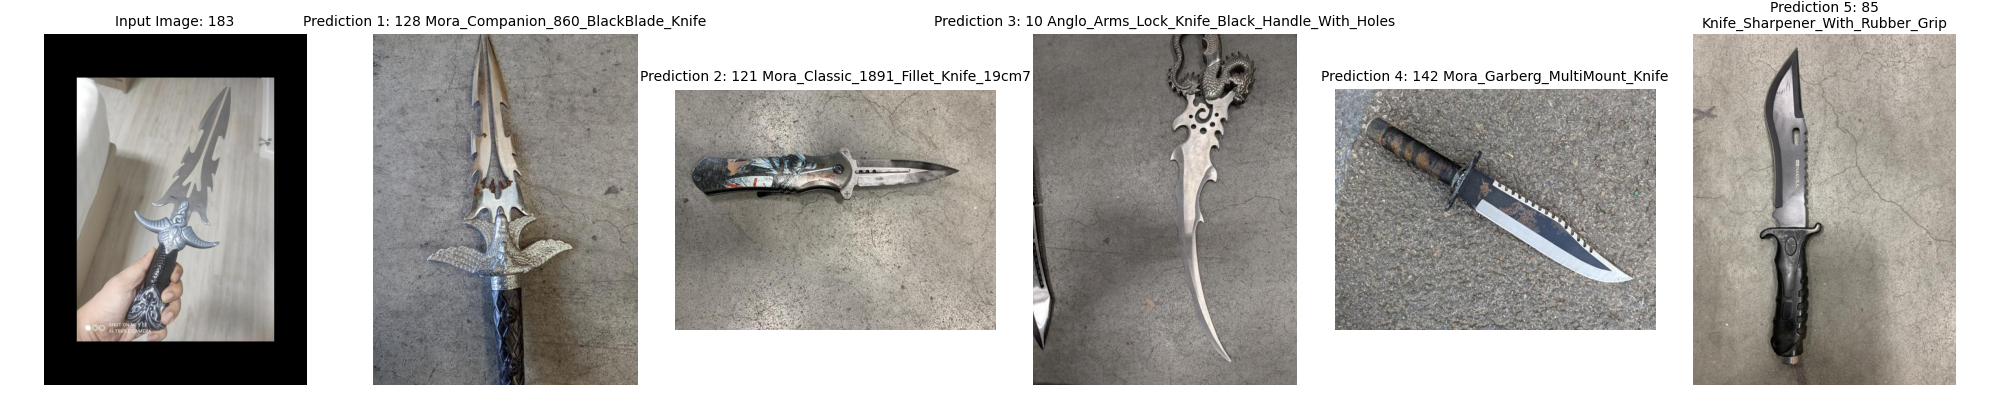 Input Image: 183
Prediction 1: 128 Mora_Companion_860_BlackBlade_Knife
Prediction 2: 121 Mora_Classic_1891_Fillet_Knife_19cm7
Prediction 3: 10 Anglo_Arms_Lock_Knife_Black_Handle_With_Holes
Prediction 4: 142 Mora_Garberg_MultiMount_Knife
Prediction 5: 85
Knife_Sharpener_With_Rubber_Grip